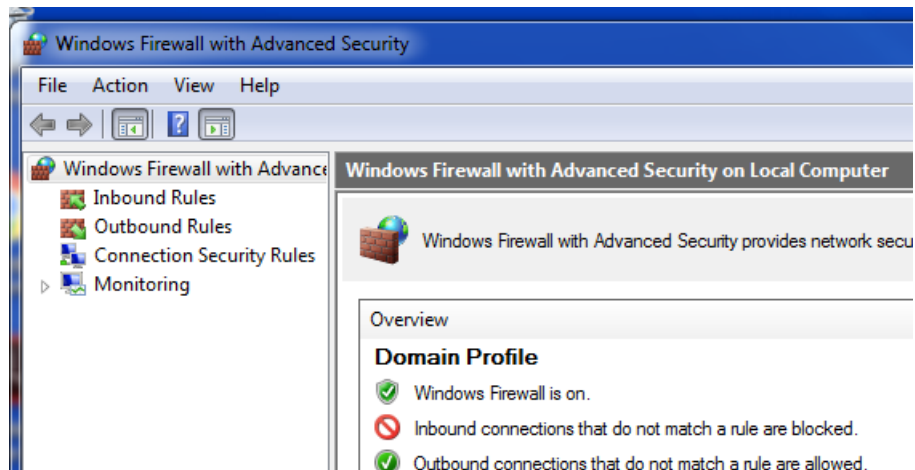 Windows Firewall with Advanced Security
File Action View Help
Windows Firewall with Advance
Inbound Rules
Outbound Rules
Connection Security Rules
Monitoring
Windows Firewall with Advanced Security on Local Computer
Windows Firewall with Advanced Security provides network secu
Overview
Domain Profile
Windows Firewall is on.
Inbound connections that do not match a rule are blocked.
Outbound connections that do not match a rule are allowed.